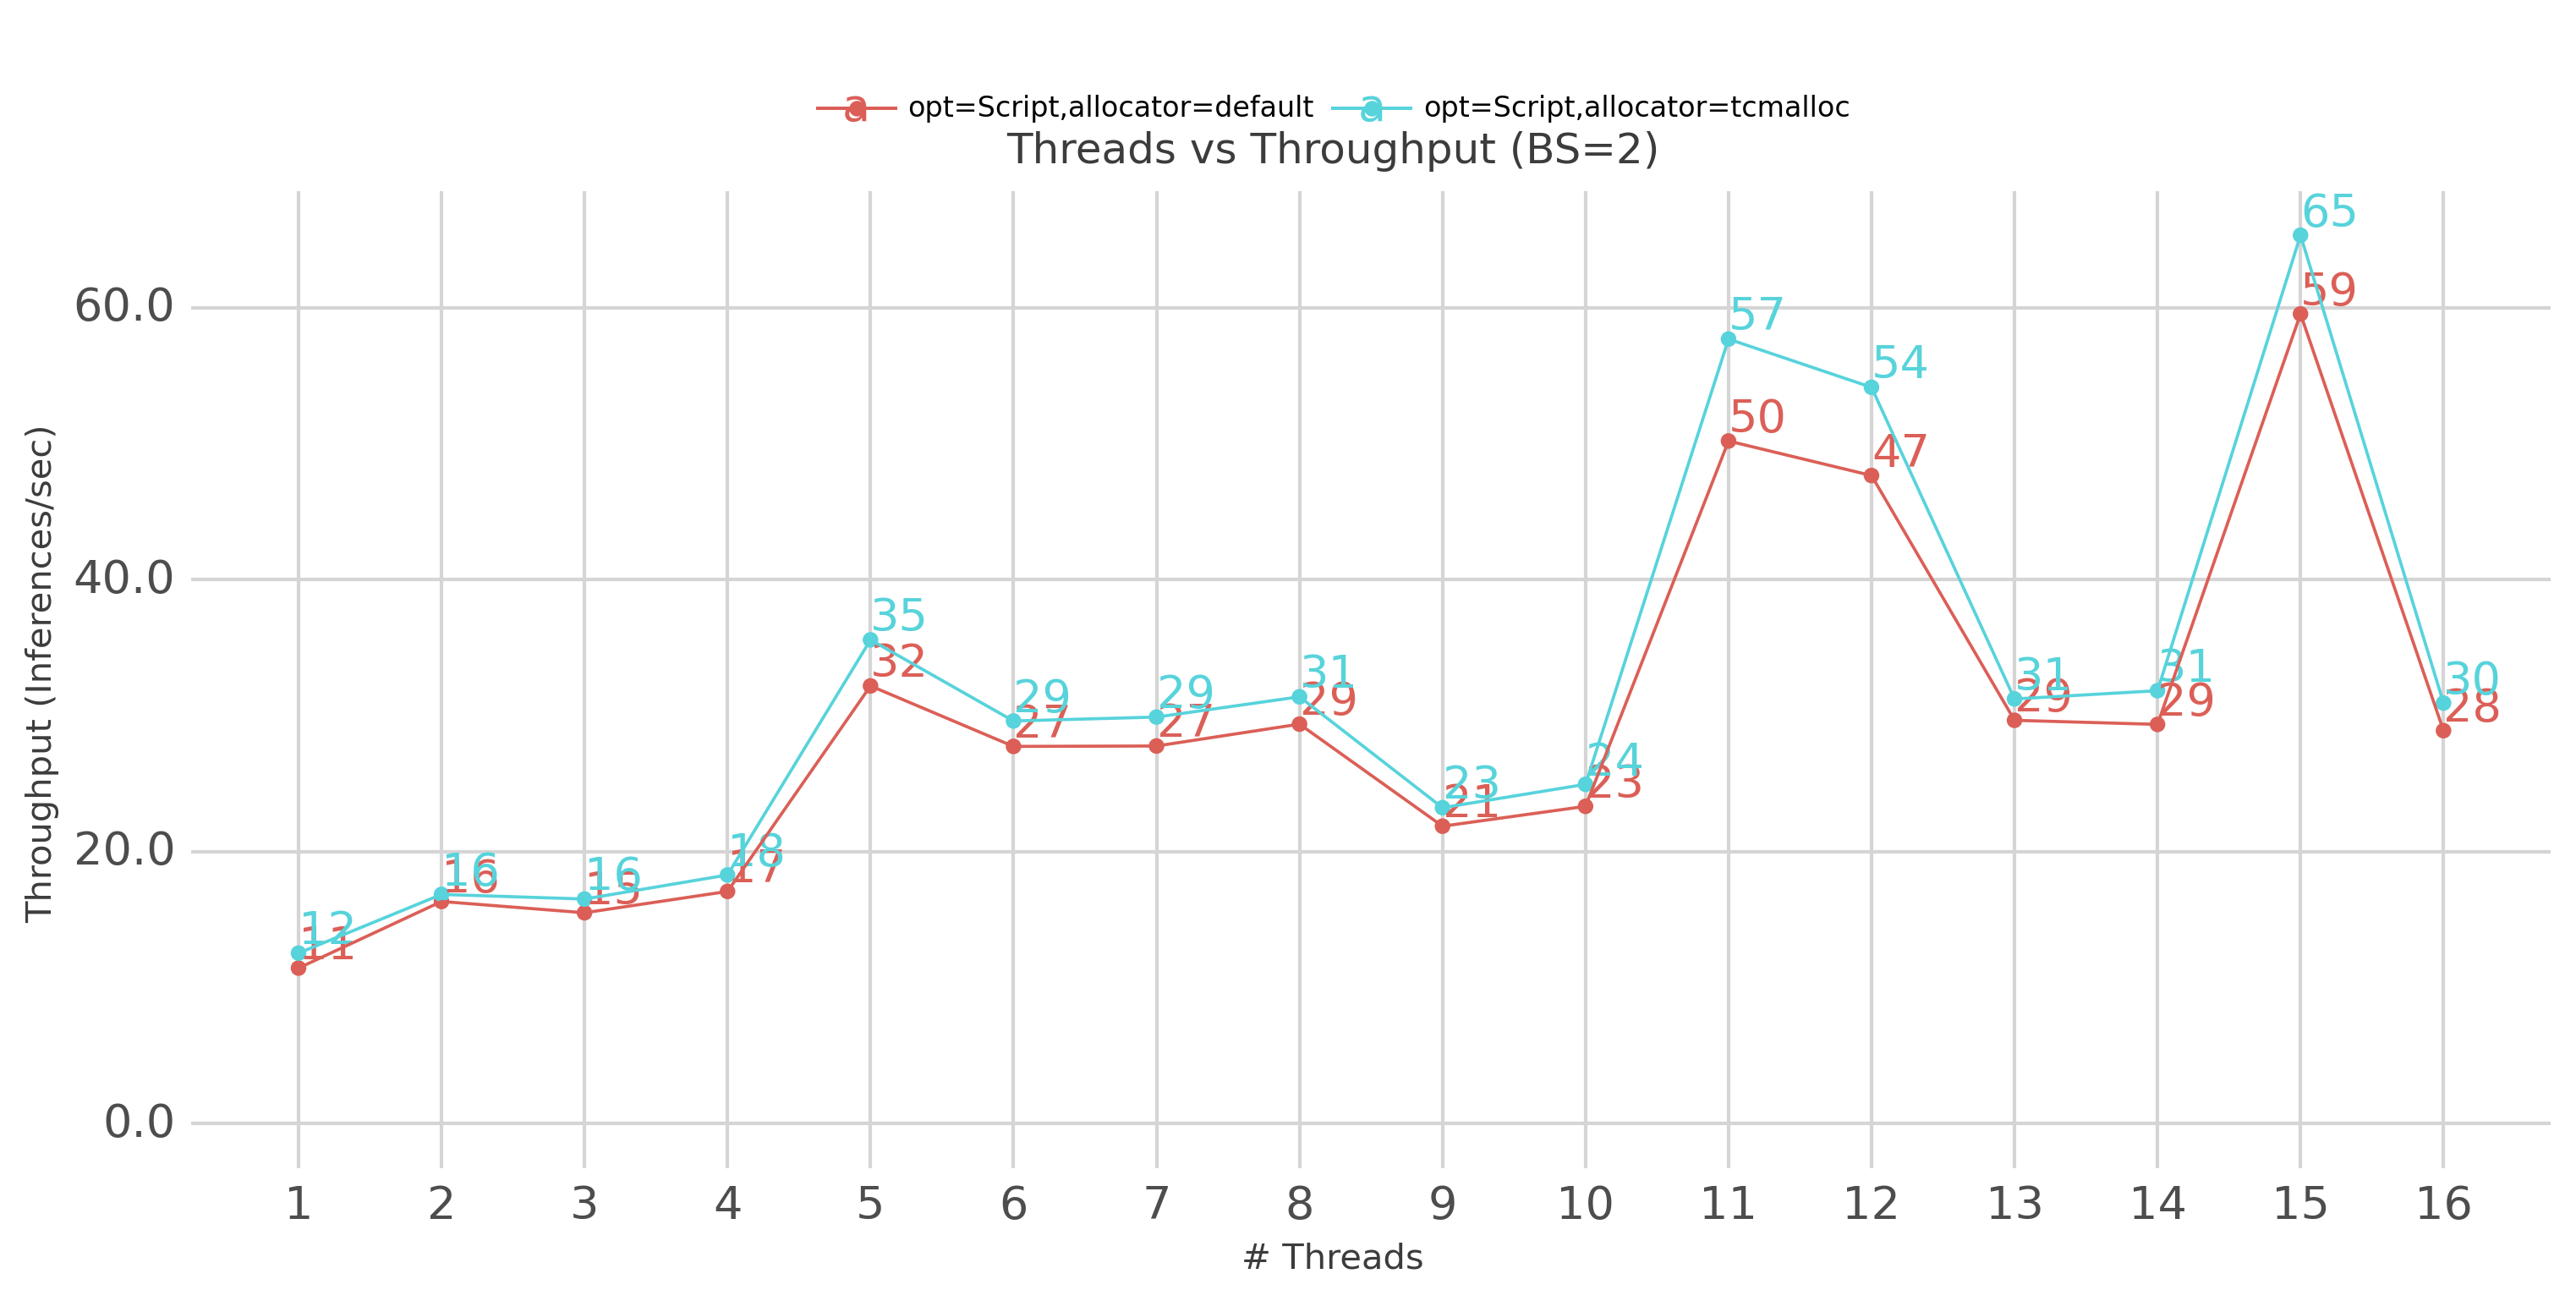 a opt=Script,allocator=default a opt=Script,allocator=tcmalloc
Threads vs Throughput (BS=2)
Throughput (Inferences/sec)
60.0
40.0
20.0
0.0
12 16 16 18 35 29 29 31 23 24 57 54 31 31 65 30
11 16 15 17 32 27 27 29 21 23 50 47 29 29 59 28
1 2 3 4 5 6 7 8 9 10 11 12 13 14 15 16
# Threads